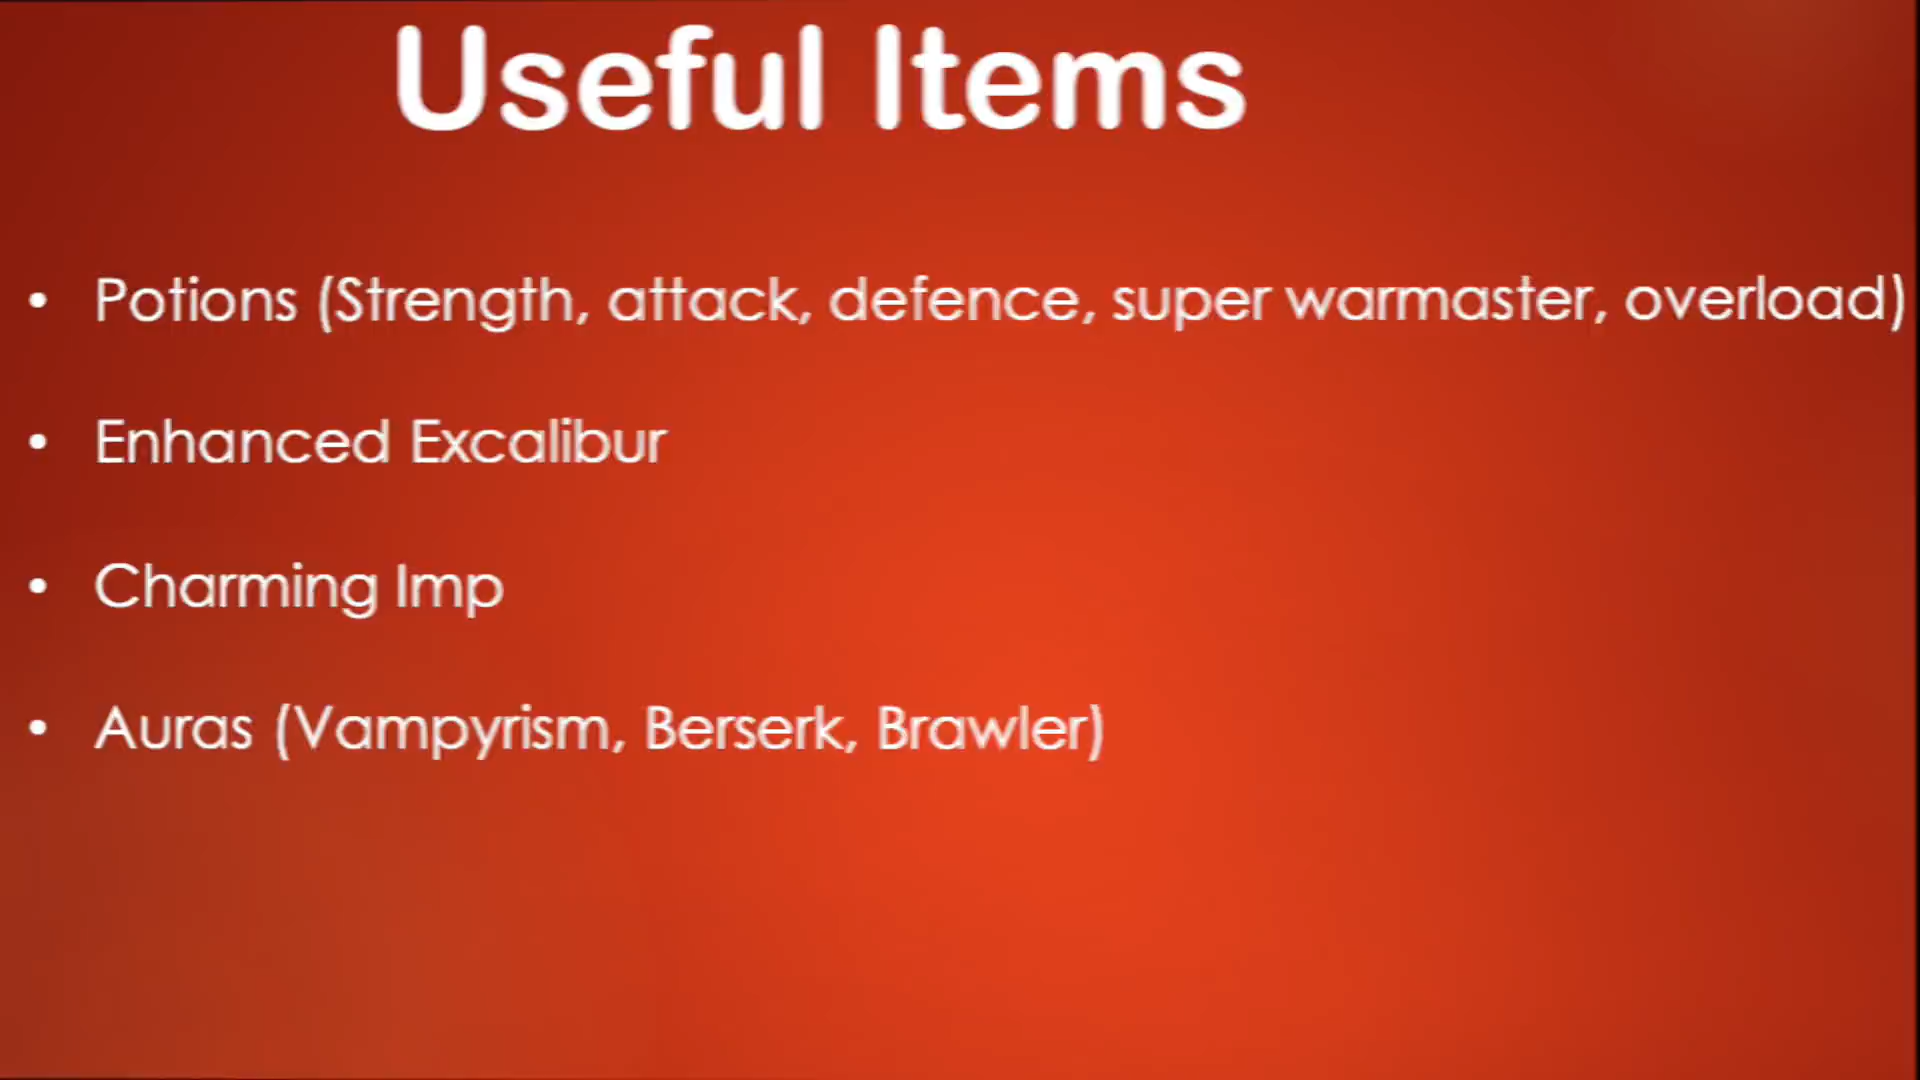 Useful Items
• Potions (Strength, attack, defence, super warmaster, overload)
• Enhanced Excalibur
• Charming Imp
• Auras (Vampyrism, Berserk, Brawler)